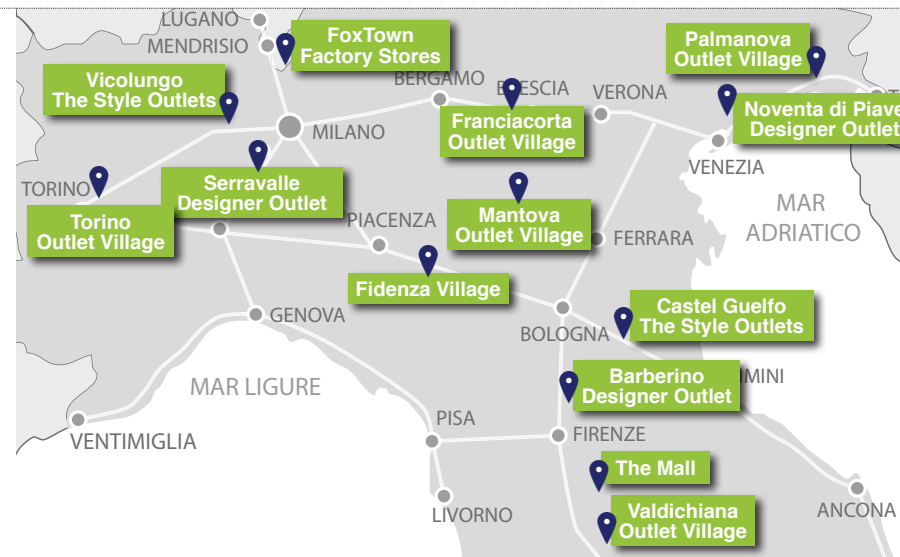 LUGANO
MENDRISIO
FoxTown
Factory Stores
Palmanova
Outlet Village
Vicolungo
The Style Outlets
BERGAMO
VERONA
Noventa di Piave
Designer Outlet
Franciacorta
Outlet Village
MILANO
VENEZIA
TORINO
Serravalle
Designer Outlet
Torino
Outlet Village
PIACENZA
Mantova
Outlet Village
FERRARA
MAR
ADRIATICO
Fidenza Village
GENOVA
BOLOGNA
Castel Guelfo
The Style Outlets
MAR LIGURE
Barberino
Designer Outlet
IMINI
VENTIMIGLIA
PISA
FIRENZE
The Mall
LIVORNO
Valdichiana
Outlet Village
ANCONA